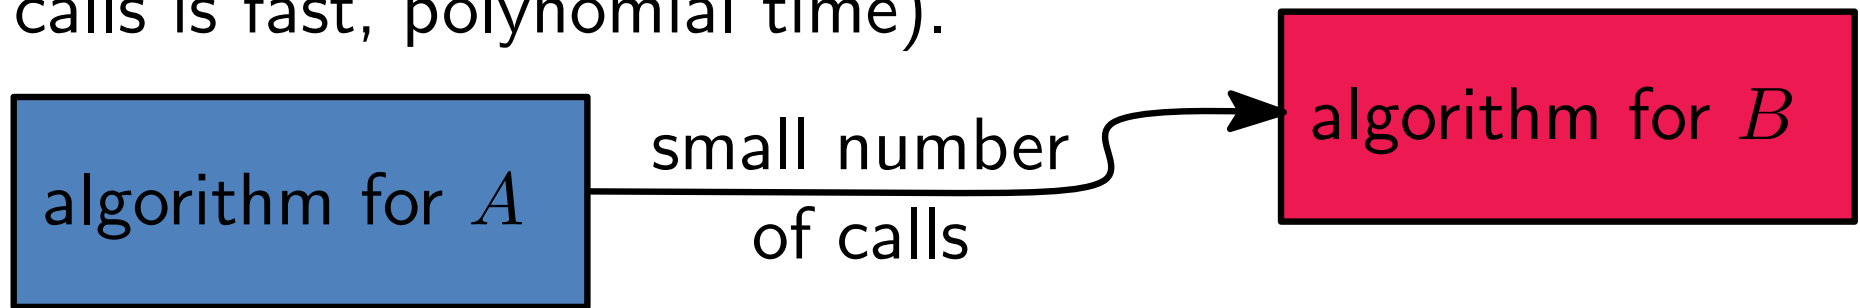 calls is fast, polynomial time).
algorithm for B
small number
algorithm for A
of calls